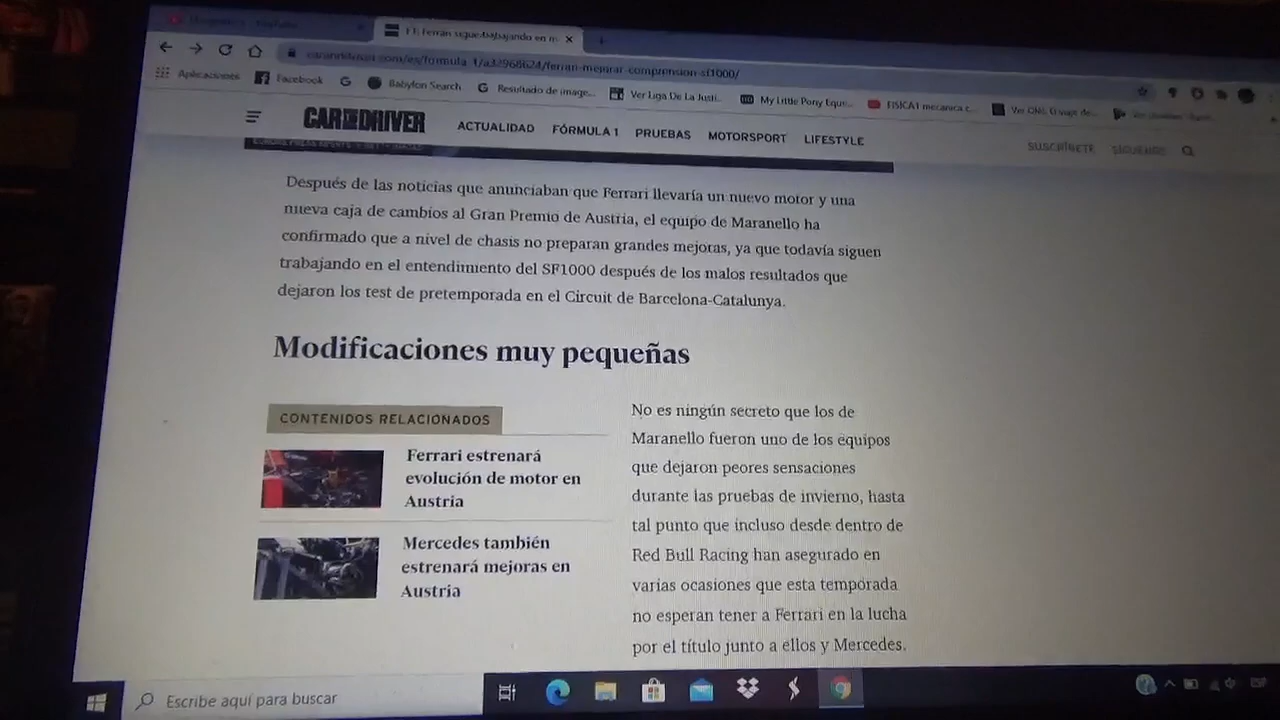 F1: Ferrari sigue trabajando en m
caranddriver.com/es/formula-1/a32968624/ferrari-mejorar-comprension-sf1000/
Aplicaciones
Facebook
Babylon Search
Resultado de image...
Ver Liga De La Justi...
My Little Pony Eque...
FISICA1 mecanica c...
CAR AND DRIVER
ACTUALIDAD
FÓRMULA 1
PRUEBAS
MOTORSPORT
LIFESTYLE
SUSCRÍBETE
SÍGUENOS
Después de las noticias que anunciaban que Ferrari llevaría un nuevo motor y una
nueva caja de cambios al Gran Premio de Austria, el equipo de Maranello ha
confirmado que a nivel de chasis no preparan grandes mejoras, ya que todavía siguen
trabajando en el entendimiento del SF1000 después de los malos resultados que
dejaron los test de pretemporada en el Circuit de Barcelona-Catalunya.
Modificaciones muy pequeñas
CONTENIDOS RELACIONADOS
Ferrari estrenará
evolución de motor en
Austria
Mercedes también
estrenará mejoras en
Austria
No es ningún secreto que los de
Maranello fueron uno de los equipos
que dejaron peores sensaciones
durante las pruebas de invierno, hasta
tal punto que incluso desde dentro de
Red Bull Racing han asegurado en
varias ocasiones que esta temporada
no esperan tener a Ferrari en la lucha
por el título junto a ellos y Mercedes.
Escribe aquí para buscar